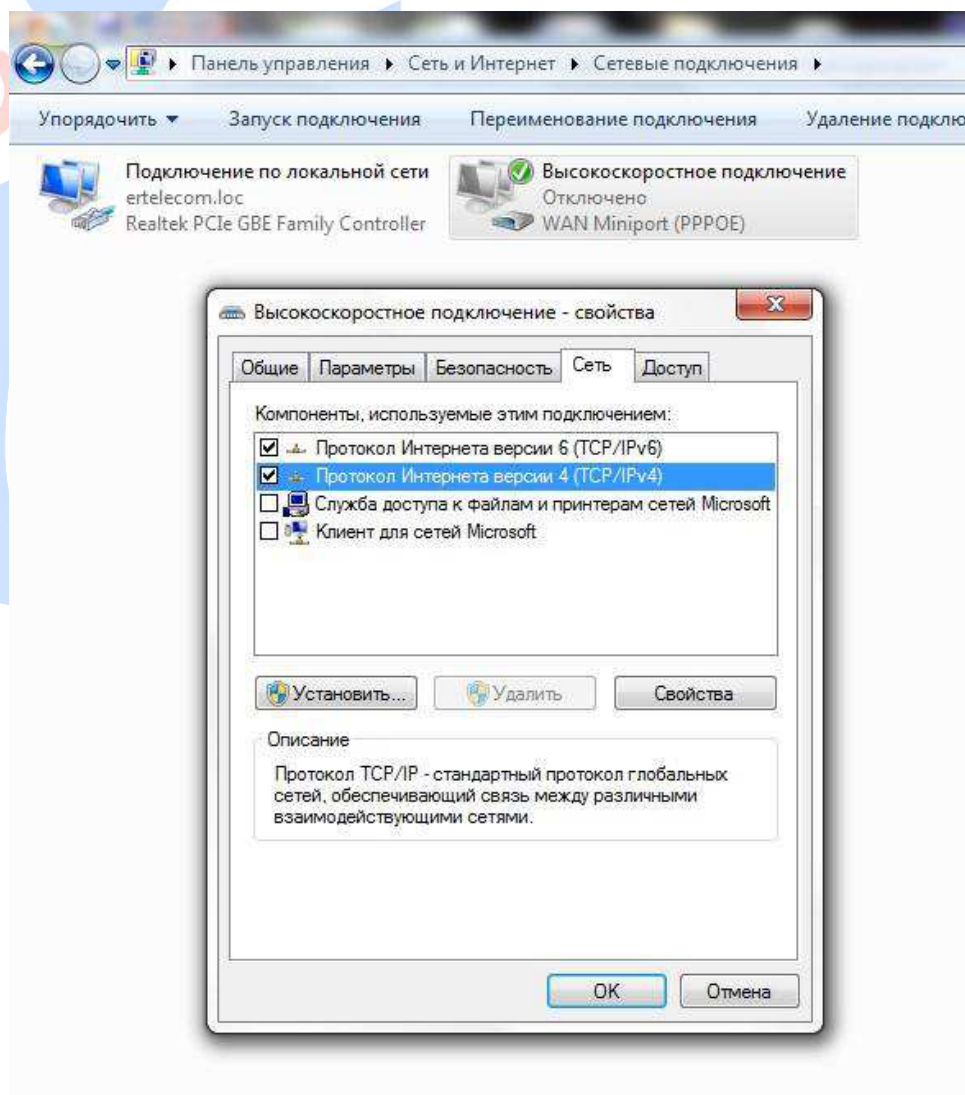 Панель управления Сеть и Интернет Сетевые подключения
Упорядочить Запуск подключения Переименование подключения Удаление подклю
Подключение по локальной сети
ertelecom.loc
Realtek PCIe GBE Family Controller
Высокоскоростное подключение
Отключено
WAN Miniport (PPPOE)
Высокоскоростное подключение - свойства
Общие Параметры Безопасность Сеть Доступ
Компоненты, используемые этим подключением:
Протокол Интернета версии 6 (TCP/IPv6)
Протокол Интернета версии 4 (TCP/IPv4)
Служба доступа к файлам и принтерам сетей Microsoft
Клиент для сетей Microsoft
Установить... Удалить Свойства
Описание
Протокол TCP/IP - стандартный протокол глобальных
сетей, обеспечивающий связь между различными
взаимодействующими сетями.
OK Отмена